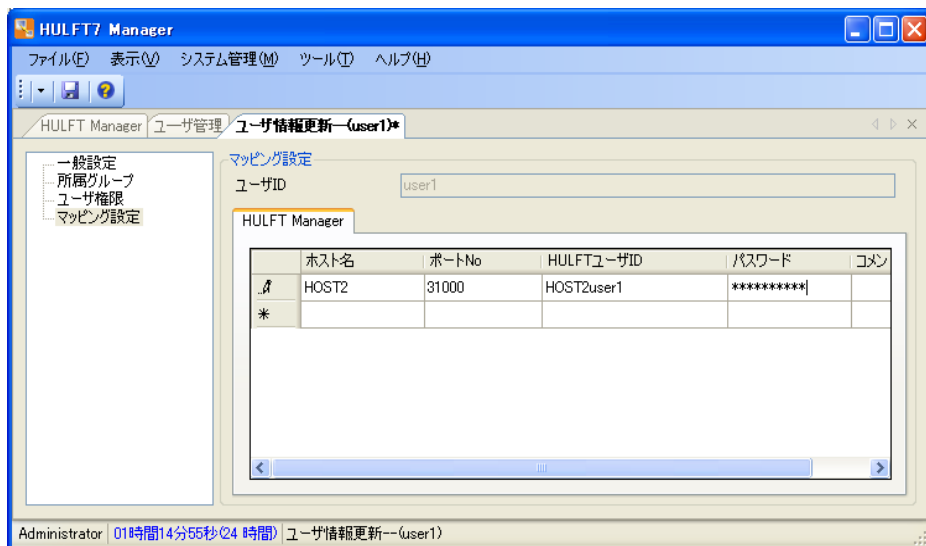 HULFT7 Manager
ファイル(F) 表示(V) システム管理(M) ツール(T) ヘルプ(H)
HULFT Manager ユーザ管理 ユーザ情報更新--(user1)*
一般設定
所属グループ
ユーザ権限
マッピング設定
マッピング設定
ユーザID user1
HULFT Manager
ホスト名 ポートNo HULFTユーザID パスワード コメン
HOST2 31000 HOST2user1 **********
Administrator 01時間14分55秒(24 時間) ユーザ情報更新--(user1)